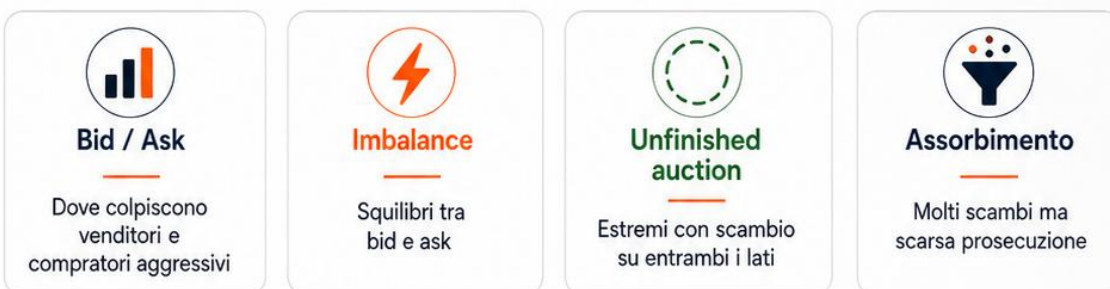 Bid / Ask
Dove colpiscono
venditori e
compratori aggressivi
Imbalance
Squilibri tra
bid e ask
Unfinished
auction
Estremi con scambio
su entrambi i lati
Assorbimento
Molti scambi ma
scarsa prosecuzione